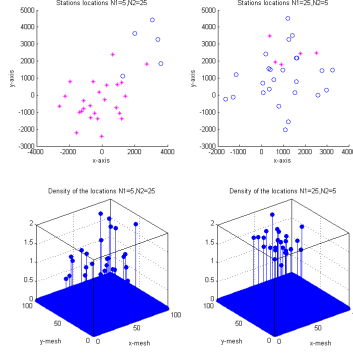 Stations locations N1=5,N2=25
Stations locations N1=25,N2=5
5000
4000
3000
2000
1000
0
-1000
-2000
-3000
-4000 -2000 0 2000 4000
x-axis
y-axis
5000
4000
3000
2000
1000
0
-1000
-2000
-3000
-2000 -1000 0 1000 2000 3000 4000
x-axis
y-axis
Density of the locations N1=5,N2=25
Density of the locations N1=25,N2=5
2
1.5
1
0.5
0
100
50
0
y-mesh
0
50
100
x-mesh
2
1.5
1
0.5
0
100
50
0
y-mesh
0
50
100
x-mesh